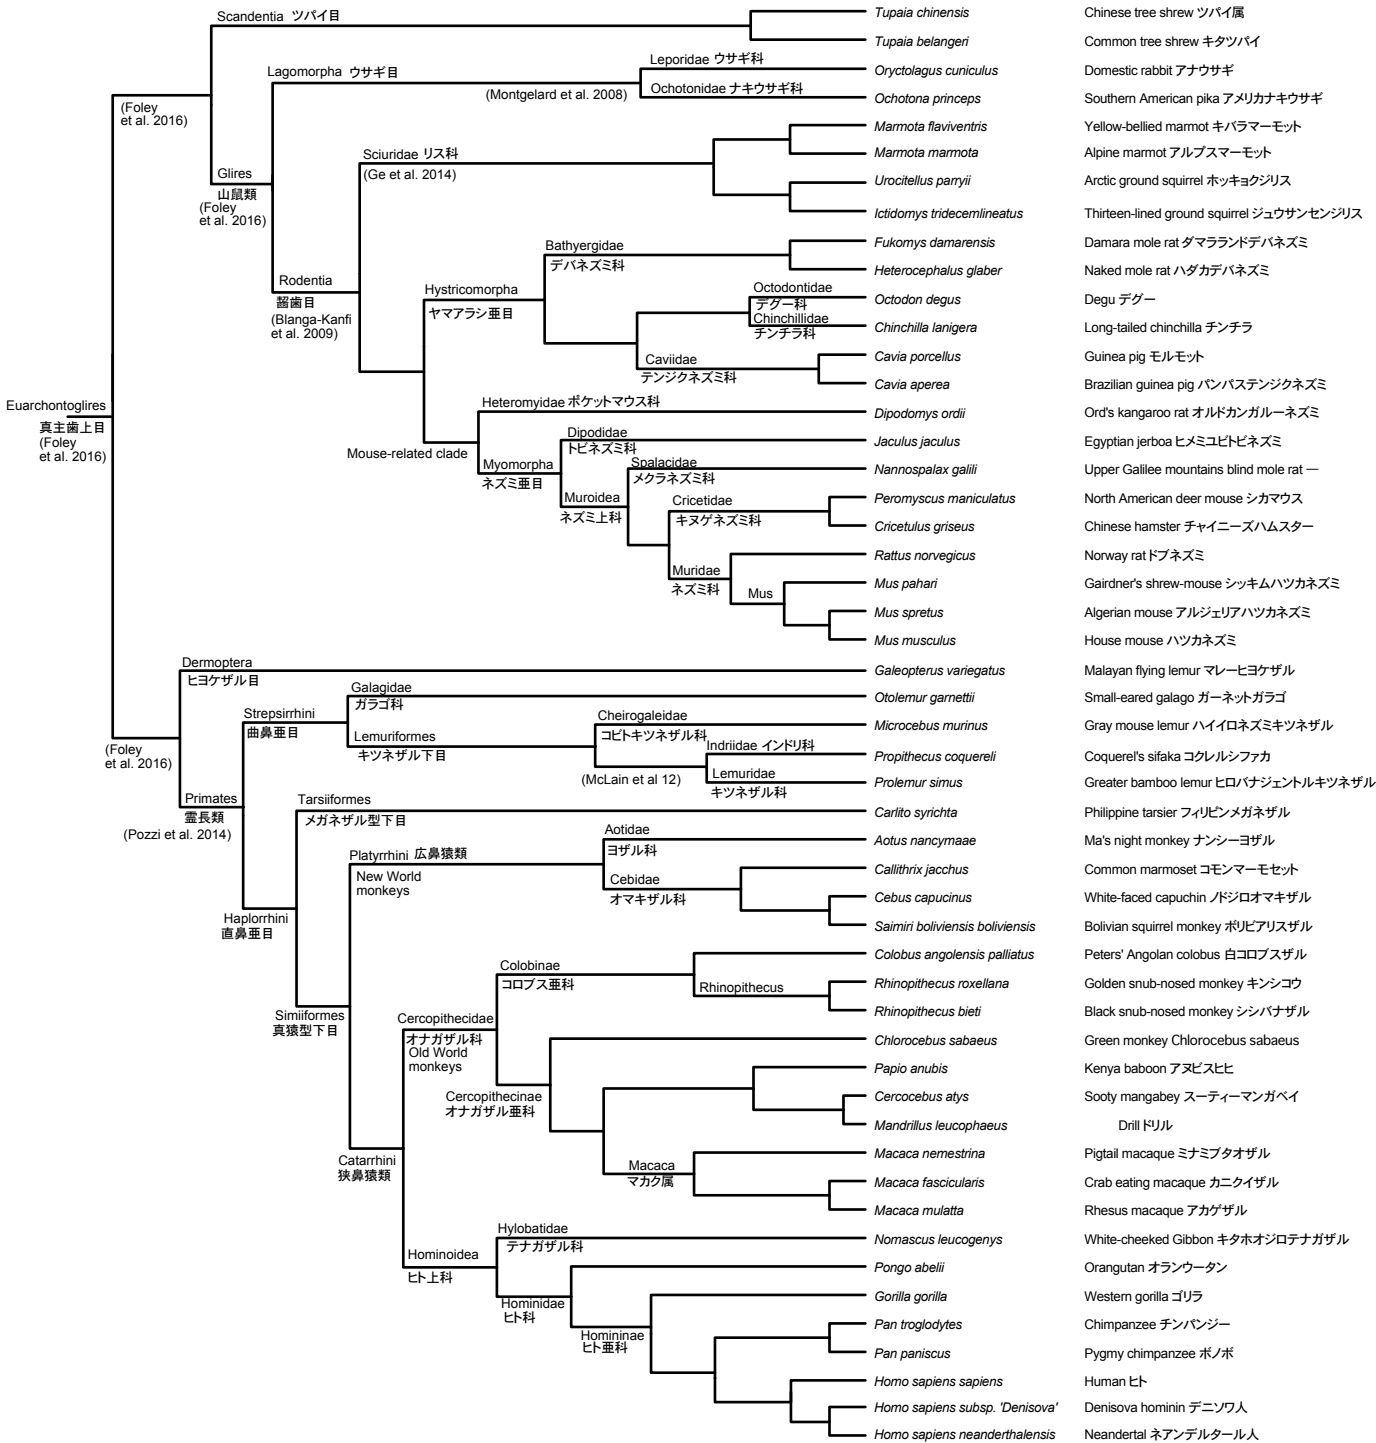 Scandentia ツパイ目
Tupaia chinensis Chinese tree shrew ツパイ属
Tupaia belangeri Common tree shrew キタツパイ
Leporidae ウサギ科
Lagomorpha ウサギ目
Oryctolagus cuniculus Domestic rabbit アナウサギ
(Montgelard et al. 2008)
Ochotonidae ナキウサギ科
Ochotona princeps Southern American pika アメリカナキウサギ
(Foley
et al. 2016)
Marmota flaviventris Yellow-bellied marmot キバラマーモット
Sciuridae リス科
Marmota marmota Alpine marmot アルプスマーモット
(Ge et al. 2014)
Glires
山鼠類
(Foley
et al. 2016)
Urocitellus parryii Arctic ground squirrel ホッキョクジリス
Ictidomys tridecemlineatus Thirteen-lined ground squirrel ジュウサンセンジリス
Bathyergidae
デバネズミ科
Fukomys damarensis Damara mole rat ダマラランドデバネズミ
Heterocephalus glaber Naked mole rat ハダカデバネズミ
Rodentia
齧歯目
(Blanga-Kanfi
et al. 2009)
Hystricomorpha
ヤマアラシ亜目
Octodontidae
デグー科
Octodon degus Degu デグー
Chinchillidae
チンチラ科
Chinchilla lanigera Long-tailed chinchilla チンチラ
Caviidae
テンジクネズミ科
Cavia porcellus Guinea pig モルモット
Cavia aperea Brazilian guinea pig パンパステンジクネズミ
Euarchontoglires
真主歯上目
(Foley
et al. 2016)
Heteromyidae ポケットマウス科
Dipodomys ordii Ord's kangaroo rat オルドカンガルーネズミ
Mouse-related clade
Dipodidae
トビネズミ科
Jaculus jaculus Egyptian jerboa ヒメミユビトビネズミ
Myomorpha
ネズミ亜目
Spalacidae
メクラネズミ科
Nannospalax galili Upper Galilee mountains blind mole rat —
Muroidea
ネズミ上科
Cricetidae
キヌゲネズミ科
Peromyscus maniculatus North American deer mouse シカマウス
Cricetulus griseus Chinese hamster チャイニーズハムスター
Rattus norvegicus Norway rat ドブネズミ
Muridae
ネズミ科
Mus
Mus pahari Gairdner's shrew-mouse シッキムハツカネズミ
Mus spretus Algerian mouse アルジェリアハツカネズミ
Mus musculus House mouse ハツカネズミ
Dermoptera
ヒヨケザル目
Galeopterus variegatus Malayan flying lemur マレーヒヨケザル
Galagidae
ガラゴ科
Otolemur garnettii Small-eared galago ガーネットガラゴ
Strepsirrhini
曲鼻亜目
Cheirogaleidae
コビトキツネザル科
Microcebus murinus Gray mouse lemur ハイイロネズミキツネザル
Lemuriformes
キツネザル下目
Indriidae インドリ科
Propithecus coquereli Coquerel's sifaka コクレルシファカ
(Foley
et al. 2016)
(McLain et al 12)
Lemuridae
キツネザル科
Prolemur simus Greater bamboo lemur ヒロバナジェントルキツネザル
Primates
霊長類
(Pozzi et al. 2014)
Tarsiiformes
メガネザル型下目
Carlito syrichta Philippine tarsier フィリピンメガネザル
Aotidae
ヨザル科
Aotus nancymaae Ma's night monkey ナンシーヨザル
Platyrrhini 広鼻猿類
New World
monkeys
Cebidae
オマキザル科
Callithrix jacchus Common marmoset コモンマーモセット
Cebus capucinus White-faced capuchin ノドジロオマキザル
Saimiri boliviensis boliviensis Bolivian squirrel monkey ボリビアリスザル
Haplorrhini
直鼻亜目
Colobinae
コロブス亜科
Colobus angolensis palliatus Peters' Angolan colobus 白コロブスザル
Rhinopithecus
Rhinopithecus roxellana Golden snub-nosed monkey キンシコウ
Rhinopithecus bieti Black snub-nosed monkey シシバナザル
Simiiformes
真猿型下目
Cercopithecidae
オナガザル科
Old World
monkeys
Chlorocebus sabaeus Green monkey Chlorocebus sabaeus
Papio anubis Kenya baboon アヌビスヒヒ
Cercopithecinae
オナガザル亜科
Cercocebus atys Sooty mangabey スーティーマンガベイ
Mandrillus leucophaeus Drill ドリル
Catarrhini
狭鼻猿類
Macaca
マカク属
Macaca nemestrina Pigtail macaque ミナミブタオザル
Macaca fascicularis Crab eating macaque カニクイザル
Macaca mulatta Rhesus macaque アカゲザル
Hylobatidae
テナガザル科
Nomascus leucogenys White-cheeked Gibbon キタホオジロテナガザル
Hominoidea
ヒト上科
Pongo abelii Orangutan オランウータン
Hominidae
ヒト科
Gorilla gorilla Western gorilla ゴリラ
Homininae
ヒト亜科
Pan troglodytes Chimpanzee チンパンジー
Pan paniscus Pygmy chimpanzee ボノボ
Homo sapiens sapiens Human ヒト
Homo sapiens subsp. 'Denisova' Denisova hominin デニソワ人
Homo sapiens neanderthalensis Neandertal ネアンデルタール人